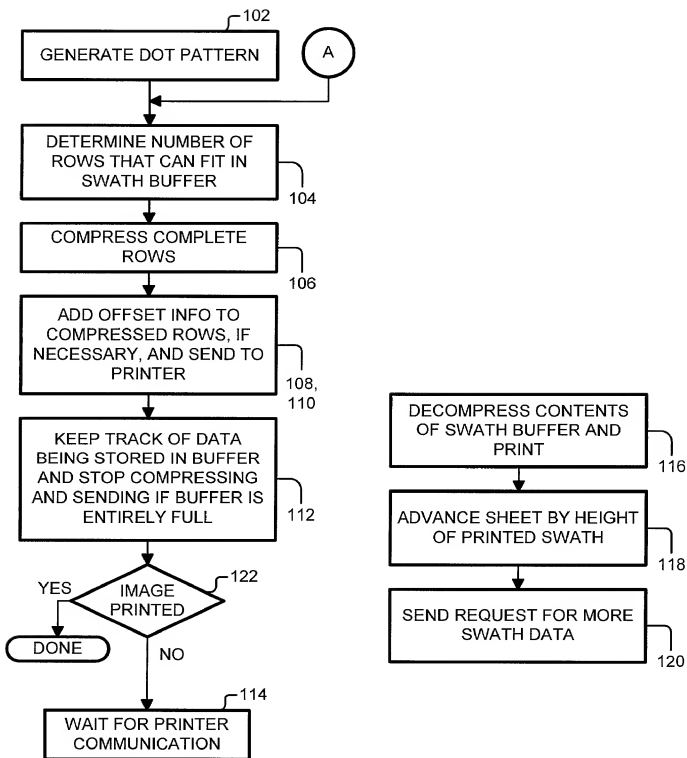 102
GENERATE DOT PATTERN
A
DETERMINE NUMBER OF
ROWS THAT CAN FIT IN
SWATH BUFFER
104
COMPRESS COMPLETE
ROWS
106
ADD OFFSET INFO TO
COMPRESSED ROWS, IF
NECESSARY, AND SEND TO
PRINTER
108,
110
KEEP TRACK OF DATA
BEING STORED IN BUFFER
AND STOP COMPRESSING
AND SENDING IF BUFFER IS
ENTIRELY FULL
112
122
YES
IMAGE
PRINTED
DONE
NO
114
WAIT FOR PRINTER
COMMUNICATION
DECOMPRESS CONTENTS
OF SWATH BUFFER AND
PRINT
116
ADVANCE SHEET BY HEIGHT
OF PRINTED SWATH
118
SEND REQUEST FOR MORE
SWATH DATA
120